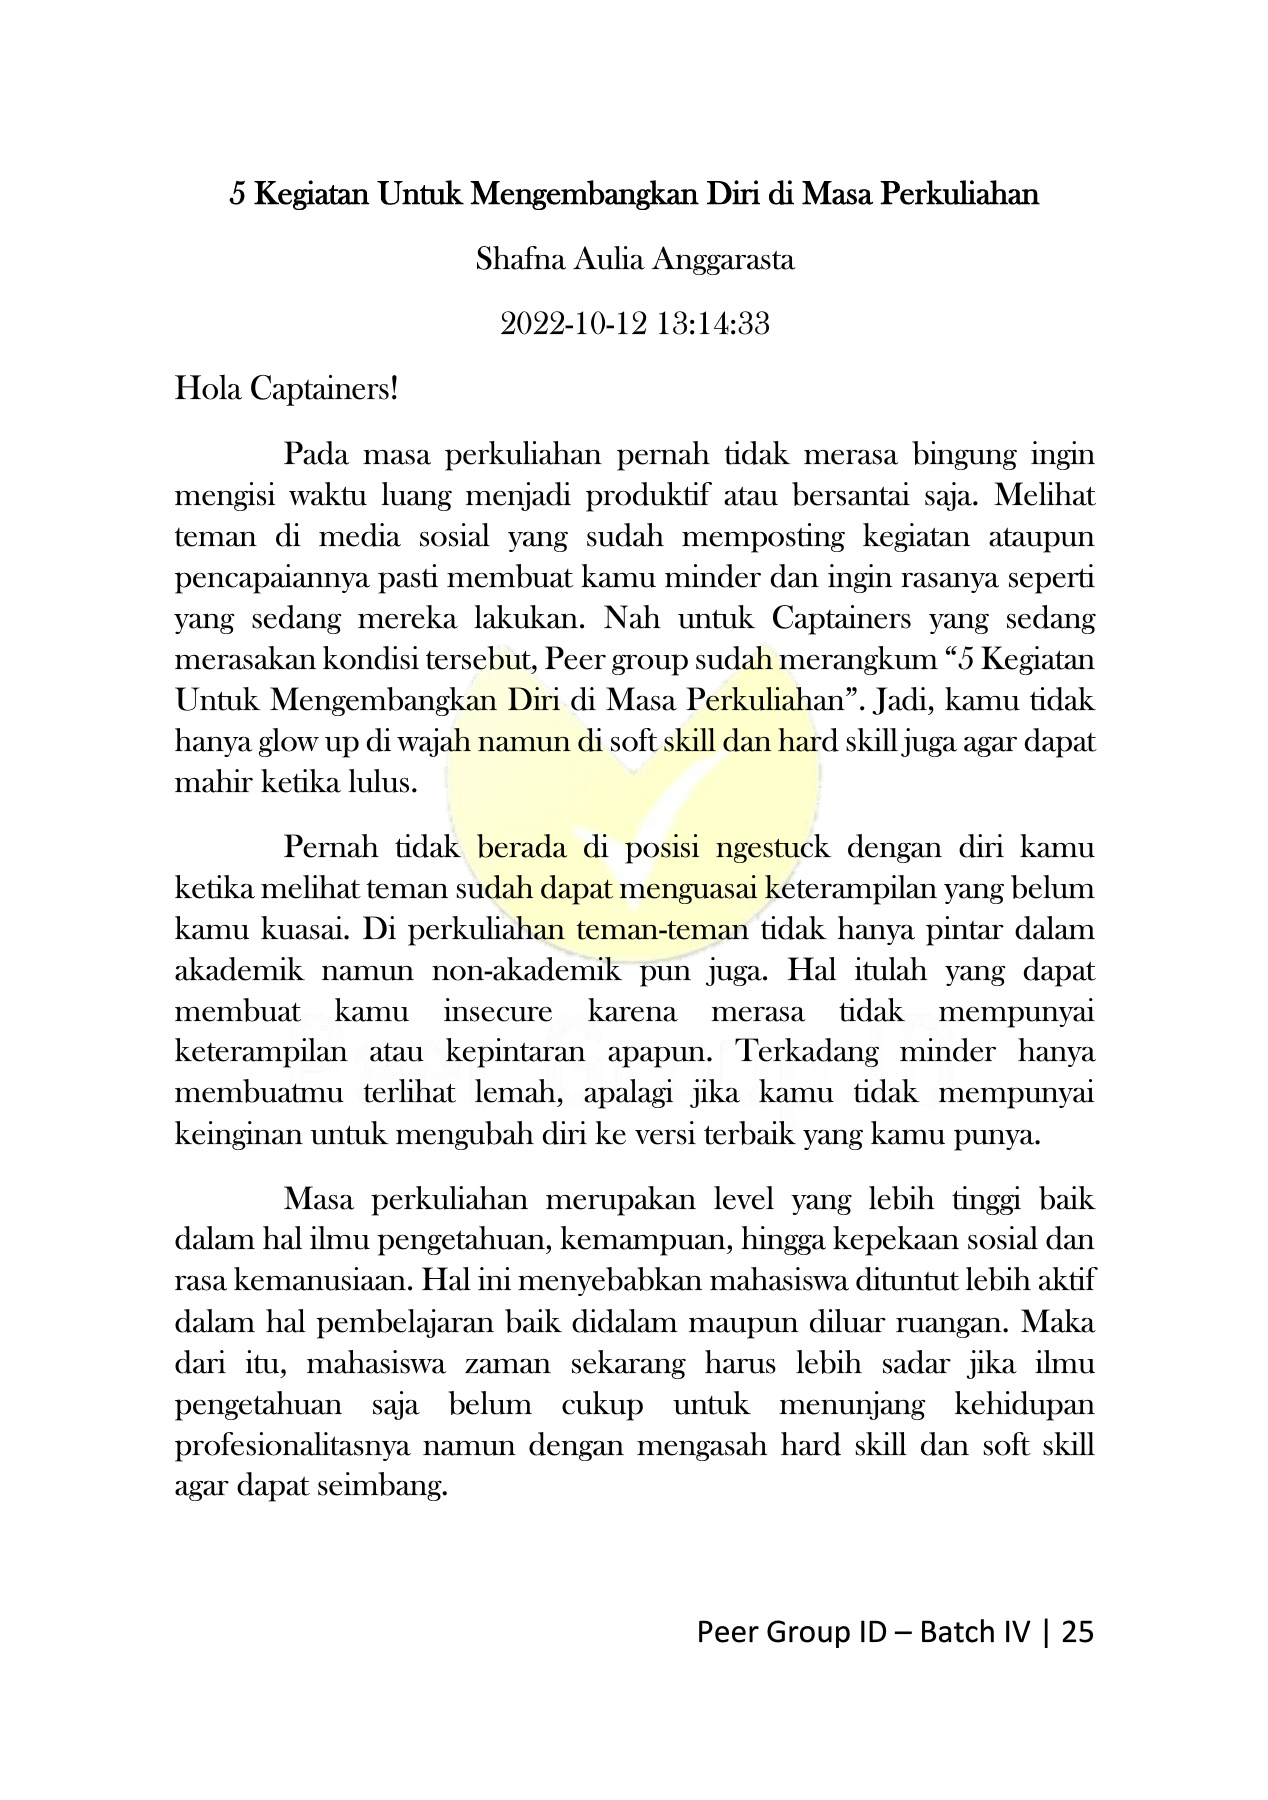 5 Kegiatan Untuk Mengembangkan Diri di Masa Perkuliahan
Shafna Aulia Anggarasta
2022-10-12 13:14:33
Hola Captainers!
Pada masa perkuliahan pernah tidak merasa bingung ingin
mengisi waktu luang menjadi produktif atau bersantai saja. Melihat
teman di media sosial yang sudah memposting kegiatan ataupun
pencapaiannya pasti membuat kamu minder dan ingin rasanya seperti
yang sedang mereka lakukan. Nah untuk Captainers yang sedang
merasakan kondisi tersebut, Peer group sudah merangkum “5 Kegiatan
Untuk Mengembangkan Diri di Masa Perkuliahan”. Jadi, kamu tidak
hanya glow up di wajah namun di soft skill dan hard skill juga agar dapat
mahir ketika lulus.
Pernah tidak berada di posisi ngestuck dengan diri kamu
ketika melihat teman sudah dapat menguasai keterampilan yang belum
kamu kuasai. Di perkuliahan teman-teman tidak hanya pintar dalam
akademik namun non-akademik pun juga. Hal itulah yang dapat
membuat kamu insecure karena merasa tidak mempunyai
keterampilan atau kepintaran apapun. Terkadang minder hanya
membuatmu terlihat lemah, apalagi jika kamu tidak mempunyai
keinginan untuk mengubah diri ke versi terbaik yang kamu punya.
Masa perkuliahan merupakan level yang lebih tinggi baik
dalam hal ilmu pengetahuan, kemampuan, hingga kepekaan sosial dan
rasa kemanusiaan. Hal ini menyebabkan mahasiswa dituntut lebih aktif
dalam hal pembelajaran baik didalam maupun diluar ruangan. Maka
dari itu, mahasiswa zaman sekarang harus lebih sadar jika ilmu
pengetahuan saja belum cukup untuk menunjang kehidupan
profesionalitasnya namun dengan mengasah hard skill dan soft skill
agar dapat seimbang.
Peer Group ID – Batch IV | 25